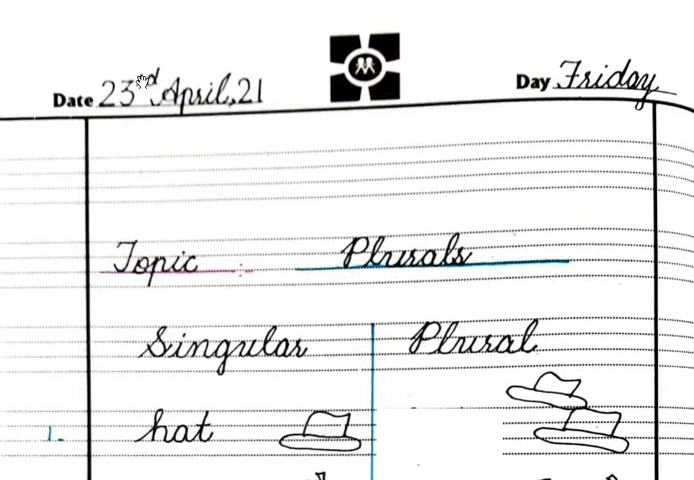 Date 23rd April, 21 Day Friday
Topic : Plurals
Singular Plural
1. hat